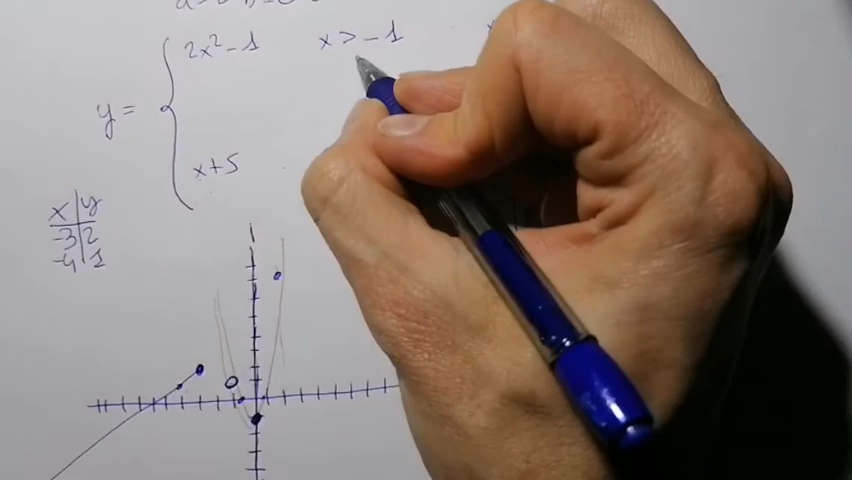 2x² - 1 x > -1
y = {
x + 5
x | y
-3 | 2
-4 | 1